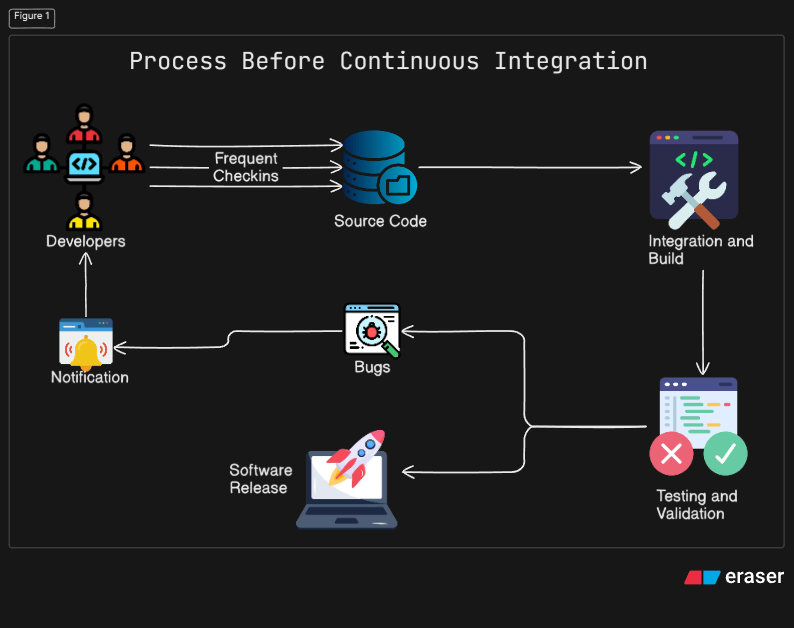 Figure 1
Process Before Continuous Integration
Frequent
Checkins
Source Code
Developers
Integration and
Build
Bugs
Notification
Software
Release
Testing and
Validation
eraser